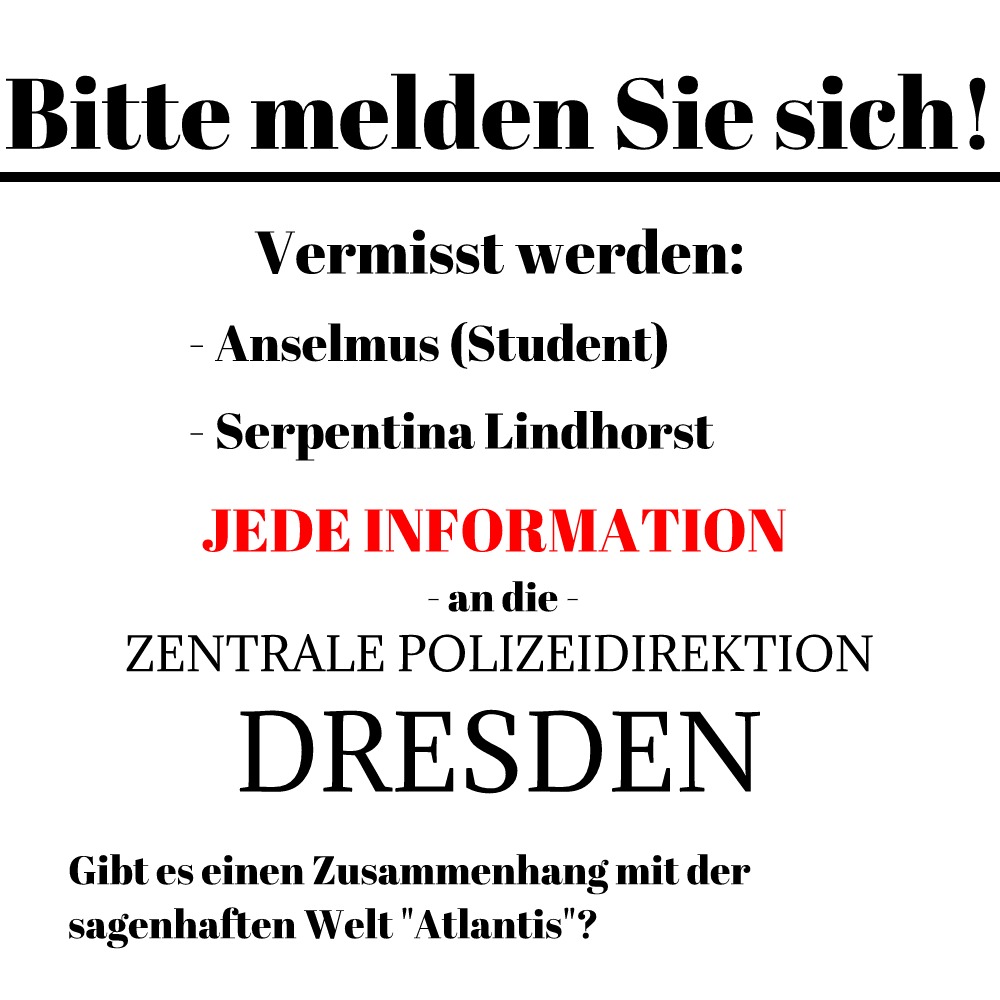 Bitte melden Sie sich!
Vermisst werden:
- Anselmus (Student)
- Serpentina Lindhorst
JEDE INFORMATION
- an die -
ZENTRALE POLIZEIDIREKTION
DRESDEN
Gibt es einen Zusammenhang mit der
sagenhaften Welt "Atlantis"?